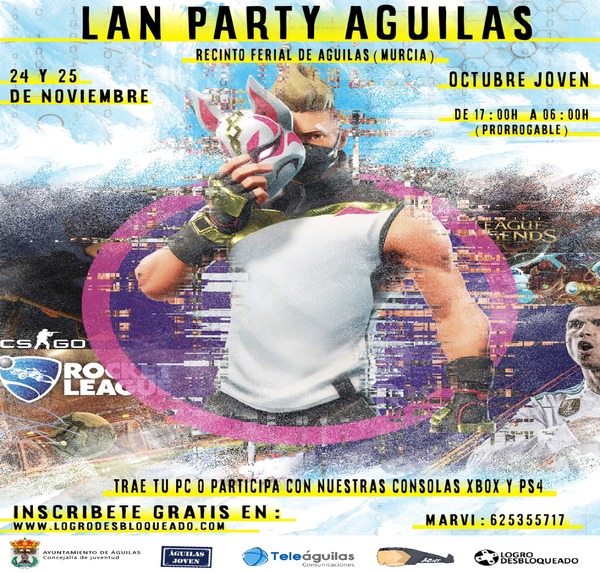 LAN PARTY AGUILAS
RECINTO FERIAL DE AGUILAS (MURCIA)
24 Y 25
DE NOVIEMBRE
OCTUBRE JOVEN
DE 17:00H A 06:00H
(PRORROGABLE)
LEAGUE OF
LEGENDS
CS GO
ROCKET
LEAGUE
TRAE TU PC O PARTICIPA CON NUESTRAS CONSOLAS XBOX Y PS4
INSCRIBETE GRATIS EN :
WWW.LOGRODESBLOQUEADO.COM
MARVI : 625355717
AYUNTAMIENTO DE ÁGUILAS
Concejalía de Juventud
ÁGUILAS
JOVEN
Teleáguilas
Comunicaciones
LOGRO
DESBLOQUEADO